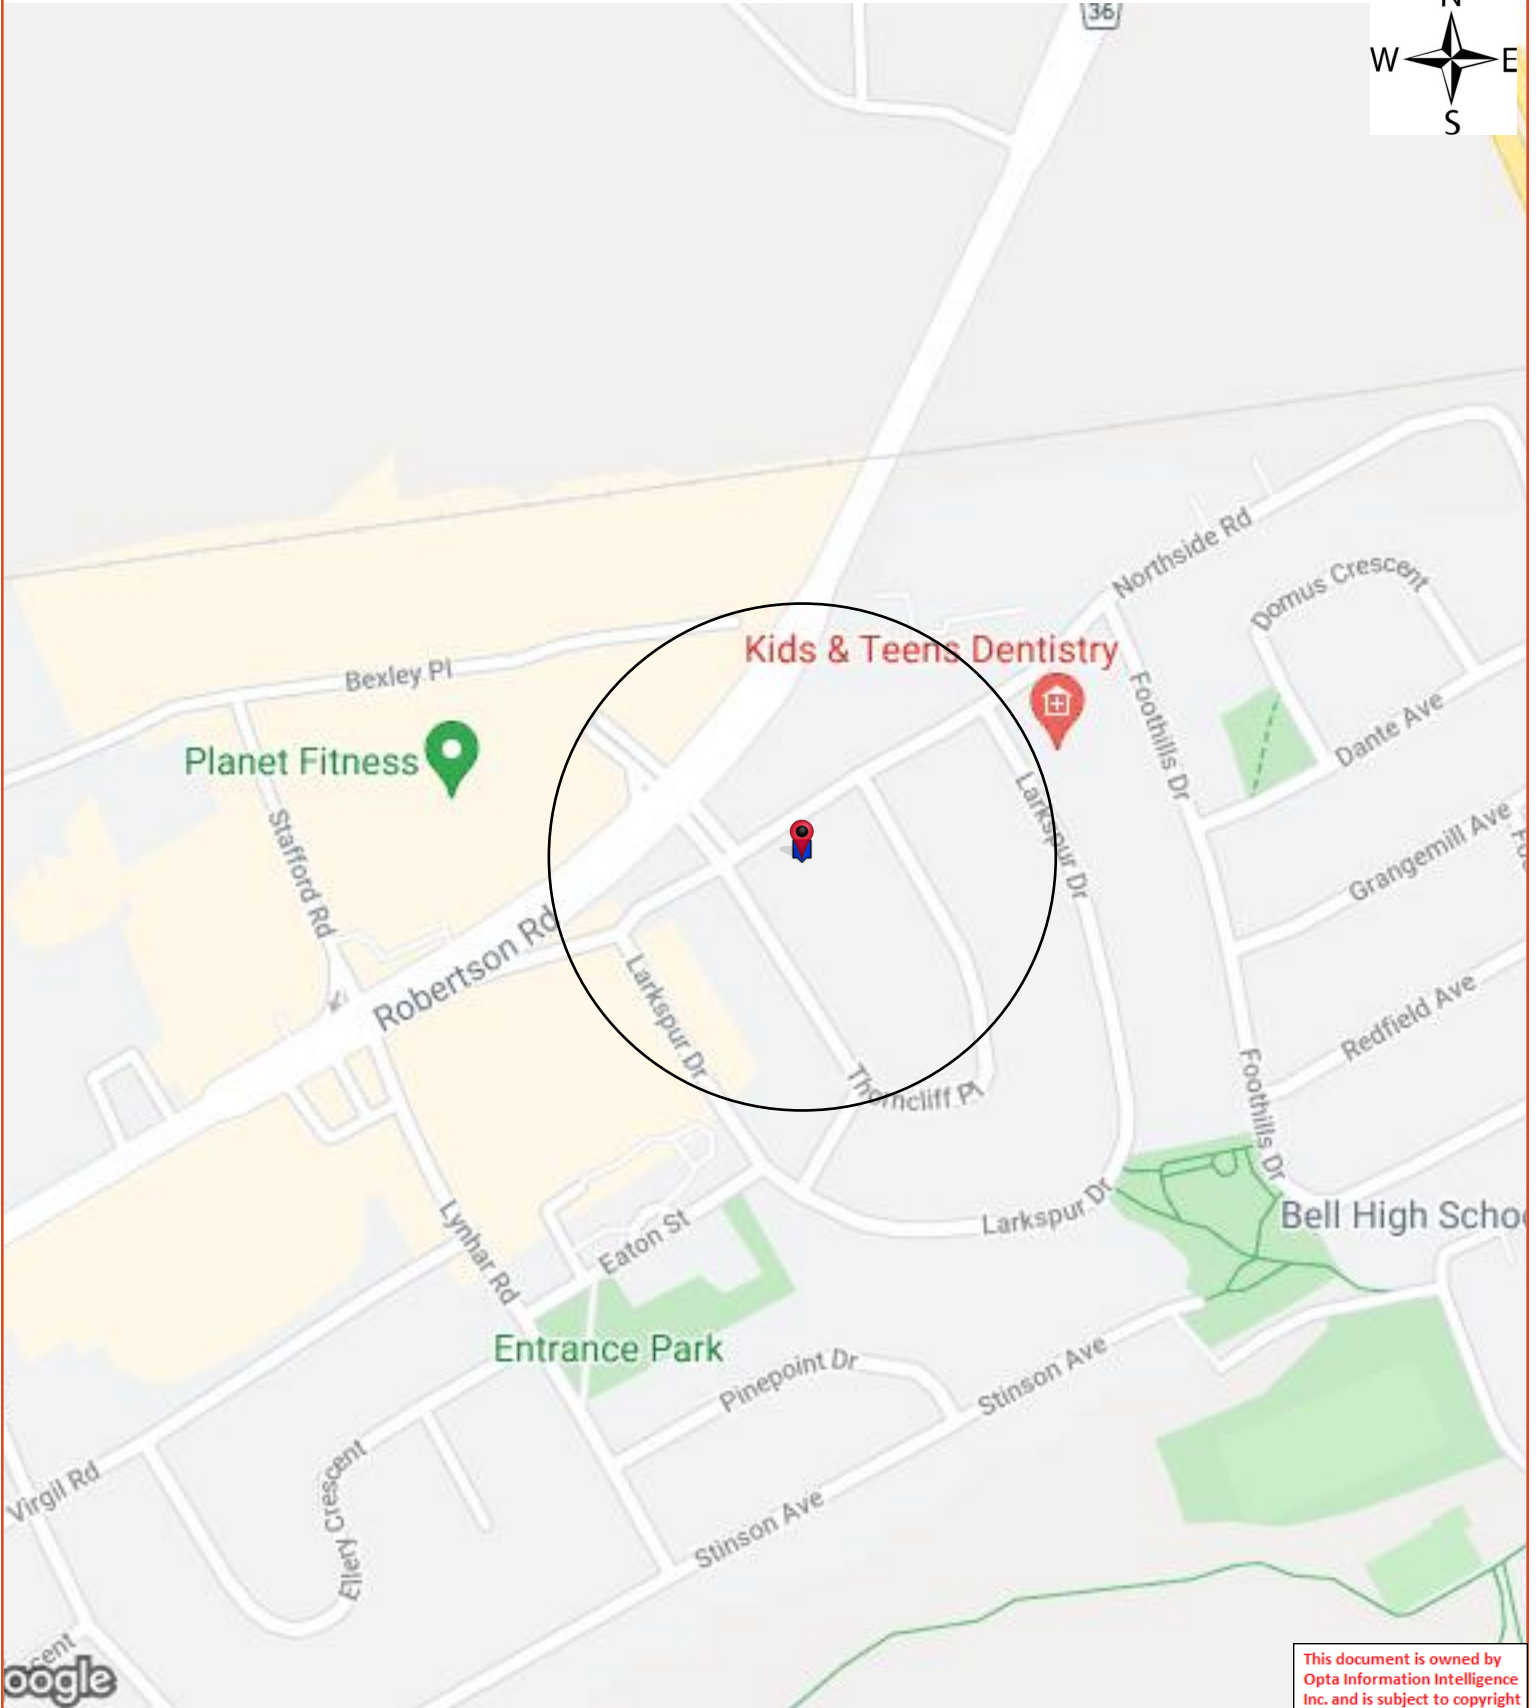 N
36
W
E
S
Northside Rd
Domus Crescent
Kids & Teens Dentistry
Bexley Pl
Foothills Dr
Dante Ave
Planet Fitness
Larkspur Dr
Stafford Rd
Grangemill Ave
Robertson Rd
Larkspur Dr
Redfield Ave
Thorncliff Pl
Foothills Dr
Larkspur Dr
Bell High Schoo
Eaton St
Lynhar Rd
Entrance Park
Pinepoint Dr
Stinson Ave
Virgil Rd
Ellery Crescent
Stinson Ave
cent
oogle
This document is owned by
Opta Information Intelligence
Inc. and is subject to copyright